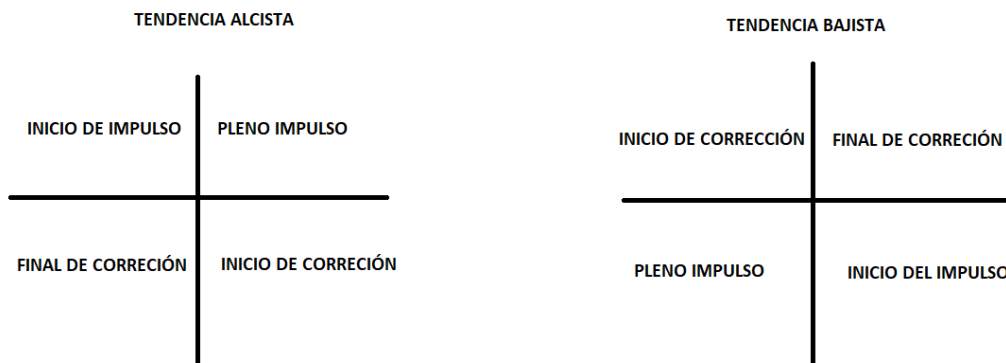 TENDENCIA ALCISTA
INICIO DE IMPULSO
PLENO IMPULSO
FINAL DE CORRECIÓN
INICIO DE CORRECIÓN
TENDENCIA BAJISTA
INICIO DE CORRECCIÓN
FINAL DE CORRECIÓN
PLENO IMPULSO
INICIO DEL IMPULSO